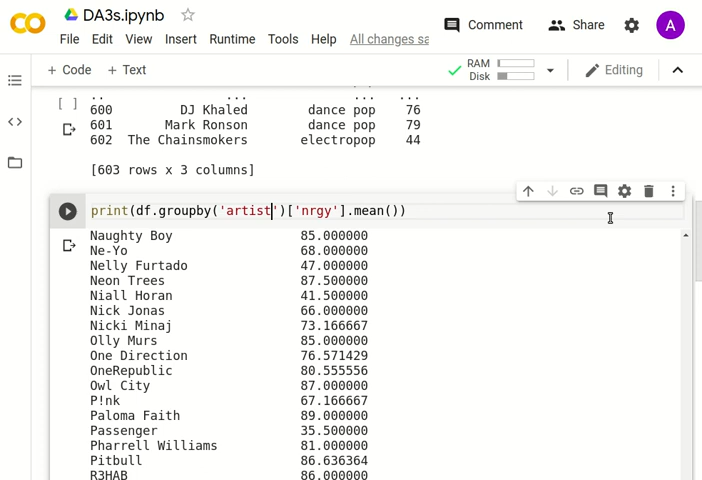 DA3s.ipynb
Comment
Share
A
File Edit View Insert Runtime Tools Help All changes sa
+ Code + Text
RAM
Disk
Editing
.. ... ... ...
[ ] 600 DJ Khaled dance pop 76
601 Mark Ronson dance pop 79
602 The Chainsmokers electropop 44
[603 rows x 3 columns]
print(df.groupby('artist')['nrgy'].mean())
Naughty Boy 85.000000
Ne-Yo 68.000000
Nelly Furtado 47.000000
Neon Trees 87.500000
Niall Horan 41.500000
Nick Jonas 66.000000
Nicki Minaj 73.166667
Olly Murs 85.000000
One Direction 76.571429
OneRepublic 80.555556
Owl City 87.000000
P!nk 67.166667
Paloma Faith 89.000000
Passenger 35.500000
Pharrell Williams 81.000000
Pitbull 86.636364
R3HAB 86.000000